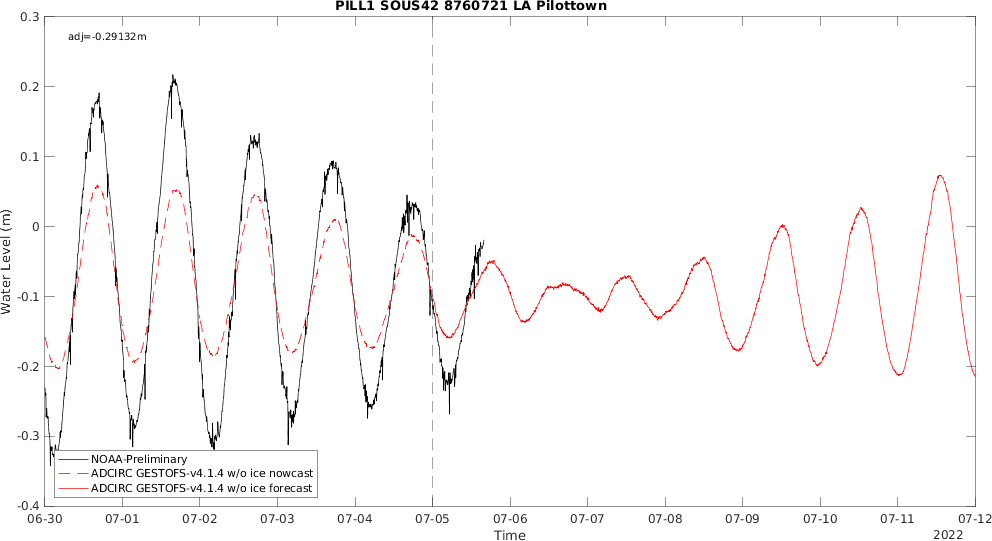 PILL1 SOUS42 8760721 LA Pilottown
adj=-0.29132m
0.3
0.2
0.1
0
-0.1
-0.2
-0.3
-0.4
Water Level (m)
NOAA-Preliminary
ADCIRC GESTOFS-v4.1.4 w/o ice nowcast
ADCIRC GESTOFS-v4.1.4 w/o ice forecast
06-30 07-01 07-02 07-03 07-04 07-05 07-06 07-07 07-08 07-09 07-10 07-11 07-12
Time
2022